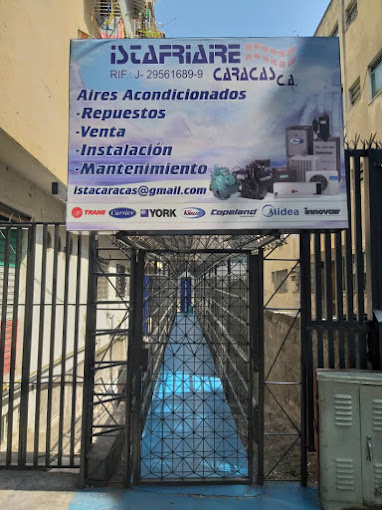 ISTAFRIAIRE
CARACAS C.A.
RIF.: J- 29561689-9
Aires Acondicionados
-Repuestos
-Venta
-Instalación
-Mantenimiento
istacaracas@gmail.com
TRANE Carrier YORK Copeland Midea innovair